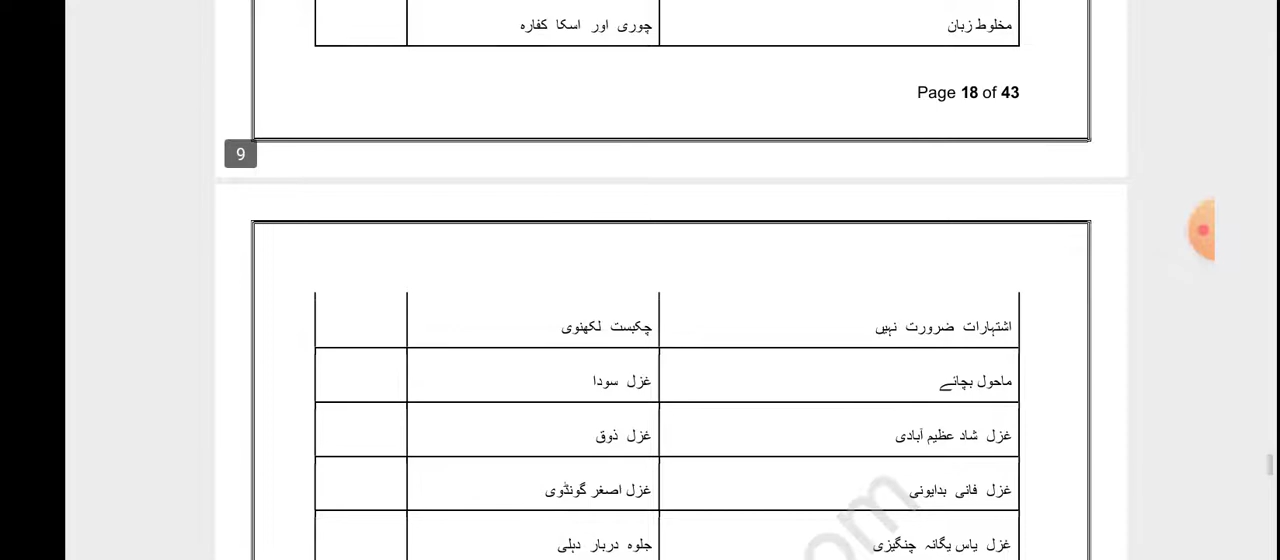 مخلوط زبان	چوری اور اسکا کفارہ
Page 18 of 43
9
اشتہارات ضرورت نہیں	چکبست لکھنوی
ماحول بچائے	غزل سودا
غزل شاد عظیم آبادی	غزل ذوق
غزل فانی بدایونی	غزل اصغر گونڈوی
غزل یاس یگانہ چنگیزی	جلوہ دربار دہلی
om